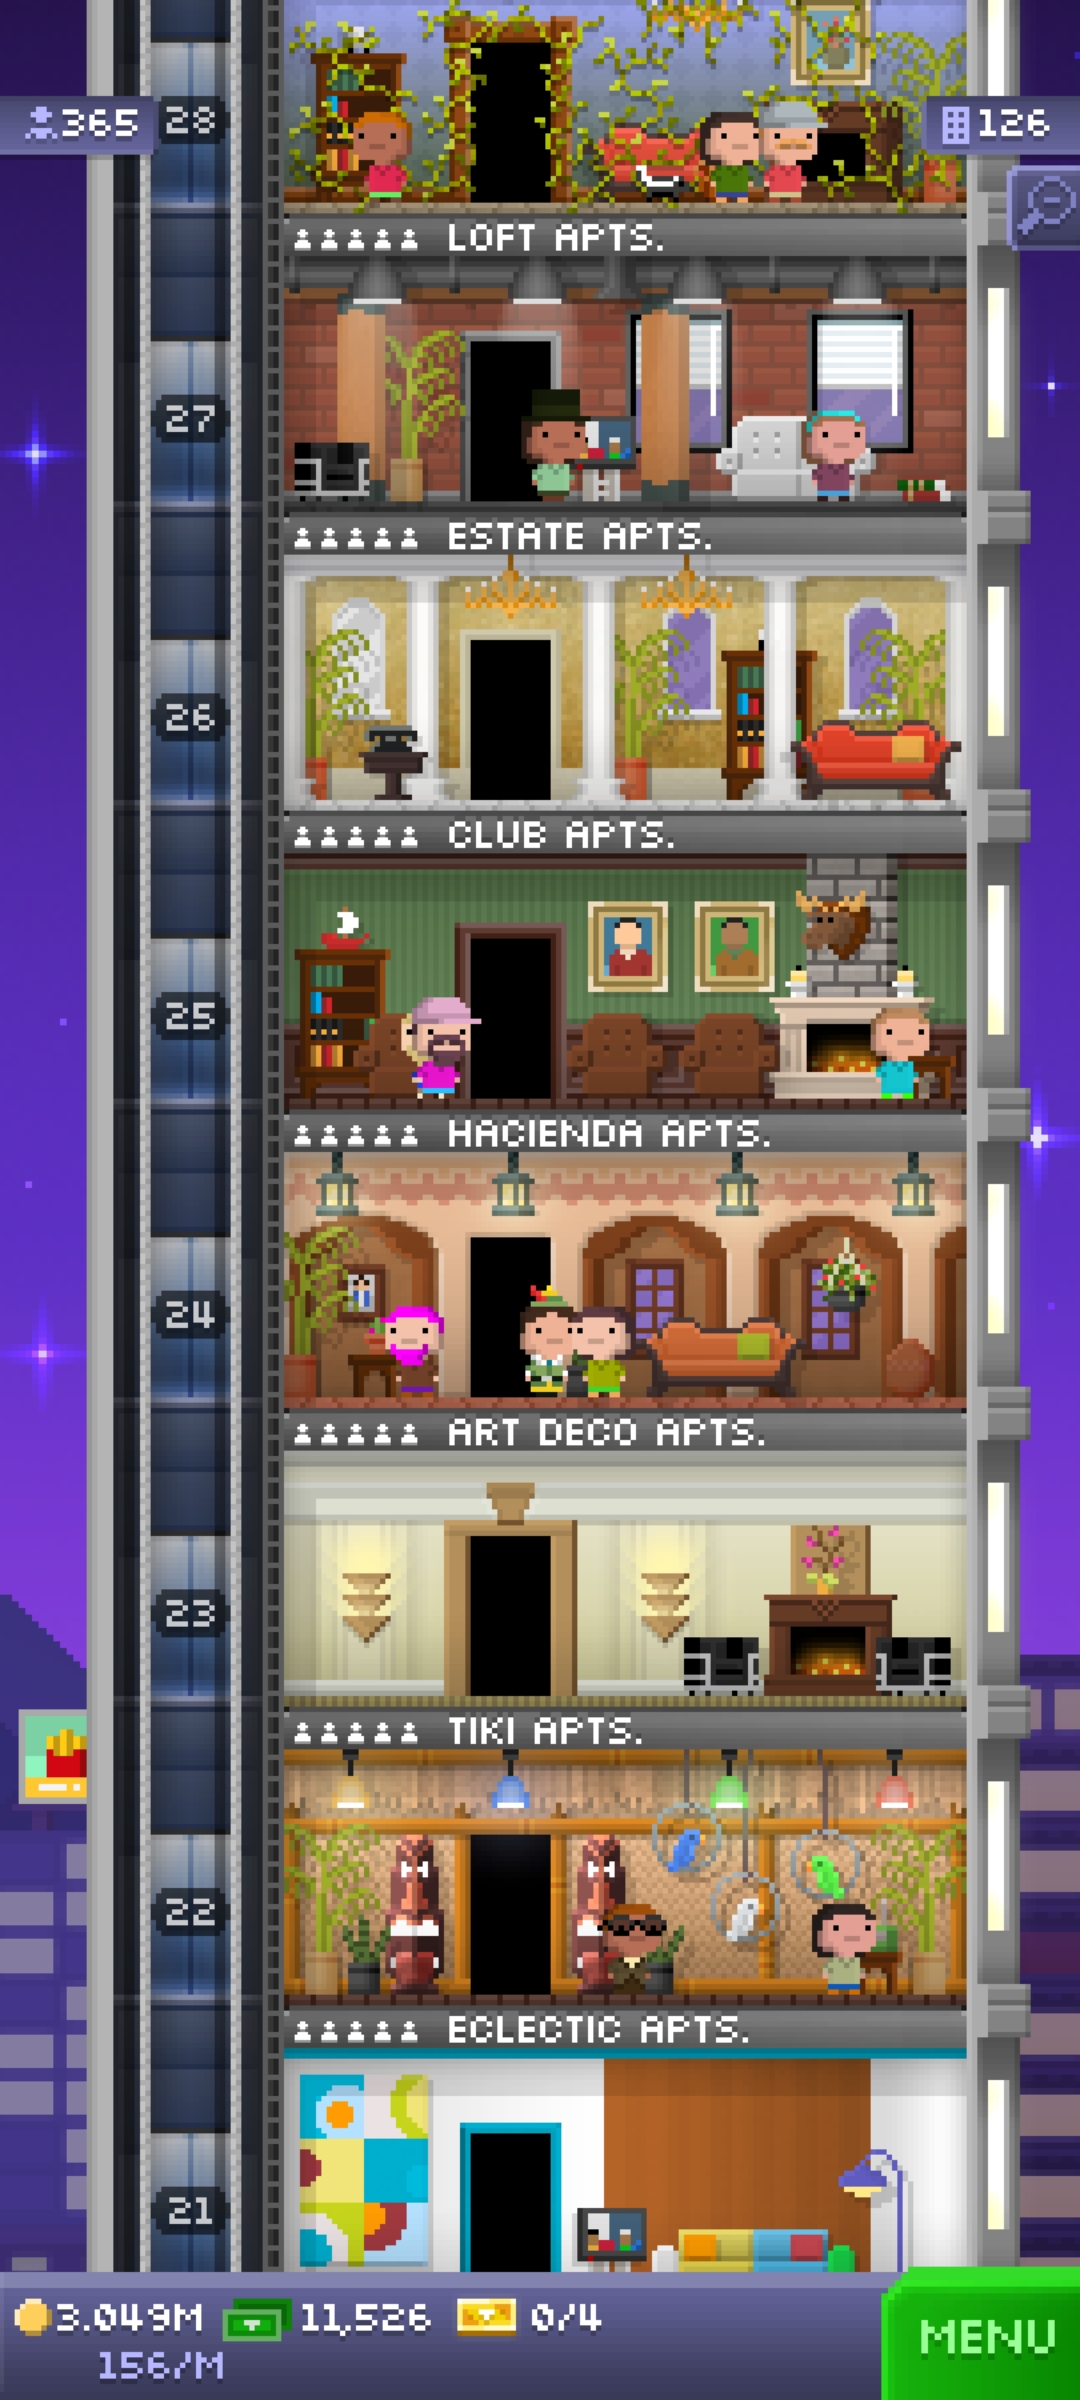 365
28
126
LOFT APTS.
27
ESTATE APTS.
26
CLUB APTS.
25
HACIENDA APTS.
24
ART DECO APTS.
23
TIKI APTS.
22
ECLECTIC APTS.
21
3.049M 11,526 0/4
156/M
MENU